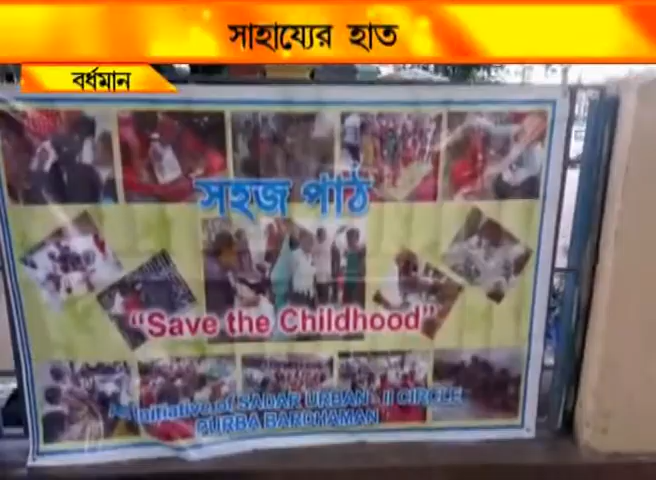 সাহায্যের হাত
বর্ধমান
সহজ পাঠ
"Save the Childhood"
An Initiative of SADAR URBAN - II CIRCLE
PURBA BARDHAMAN